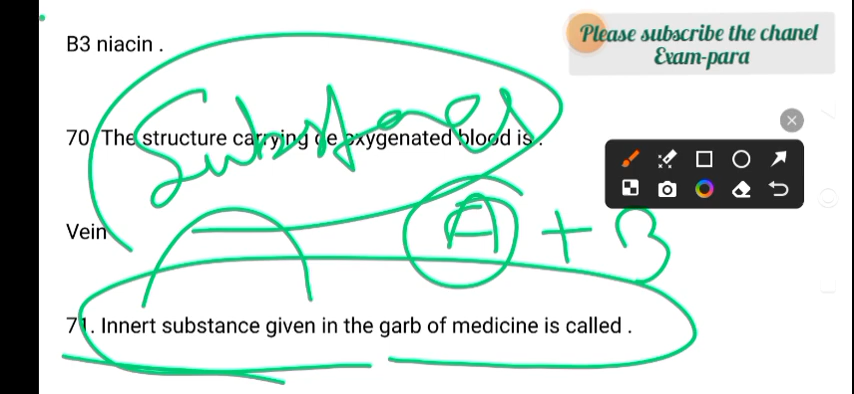 Please subscribe the chanel
Exam-para
B3 niacin .
70 The structure carrying de oxygenated blood is .
Substances
Vein
A + B
71. Innert substance given in the garb of medicine is called .